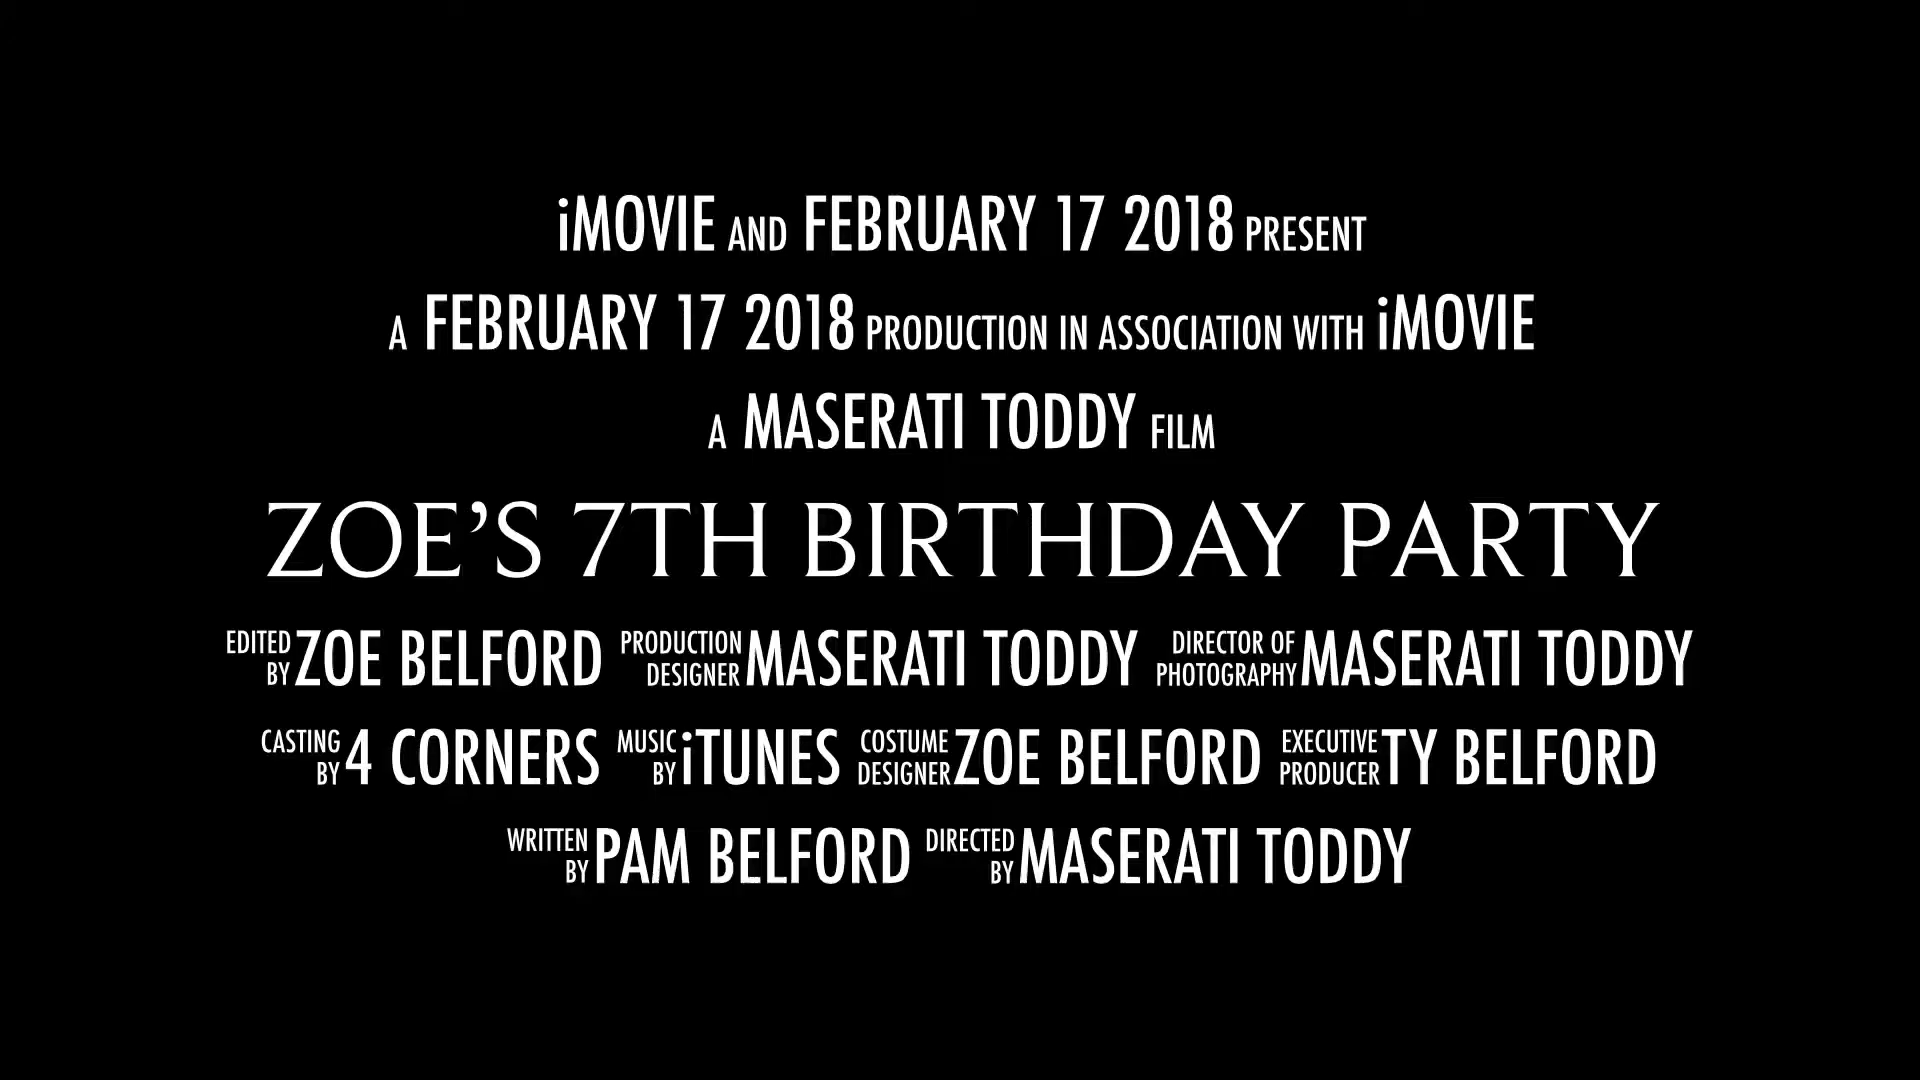 iMOVIE AND FEBRUARY 17 2018 PRESENT
A FEBRUARY 17 2018 PRODUCTION IN ASSOCIATION WITH iMOVIE
A MASERATI TODDY FILM
ZOE’S 7TH BIRTHDAY PARTY
EDITED BY ZOE BELFORD PRODUCTION DESIGNER MASERATI TODDY DIRECTOR OF PHOTOGRAPHY MASERATI TODDY
CASTING BY 4 CORNERS MUSIC BY iTUNES COSTUME DESIGNER ZOE BELFORD EXECUTIVE PRODUCER TY BELFORD
WRITTEN BY PAM BELFORD DIRECTED BY MASERATI TODDY